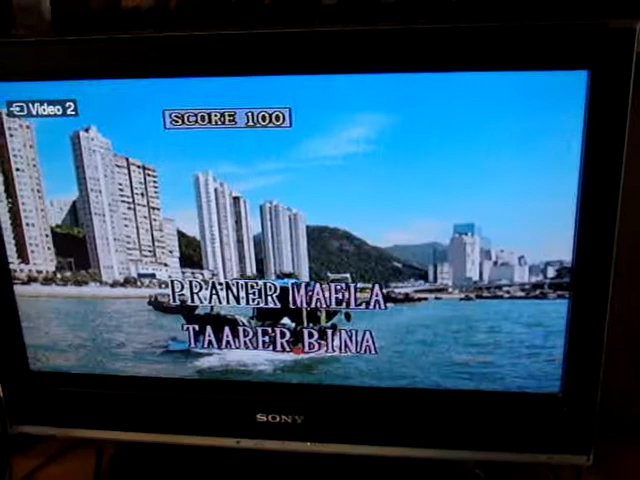 Video 2
SCORE 100
PRANER MAELA
TAARER BINA
SONY